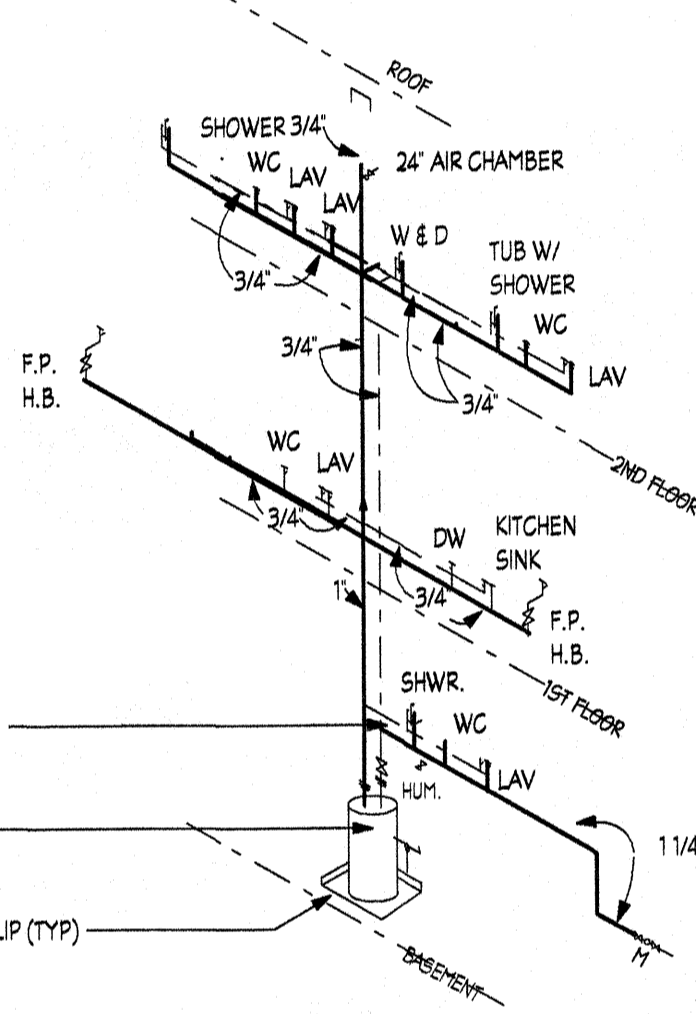 ROOF
SHOWER 3/4"
24" AIR CHAMBER
WC
LAV
LAV
W & D
TUB W/
SHOWER
WC
LAV
3/4"
3/4"
3/4"
F.P.
H.B.
2ND FLOOR
WC
LAV
3/4"
DW
KITCHEN
SINK
3/4"
1"
F.P.
H.B.
1ST FLOOR
SHWR.
WC
LAV
HUM.
1 1/4
LIP (TYP)
M
BASEMENT